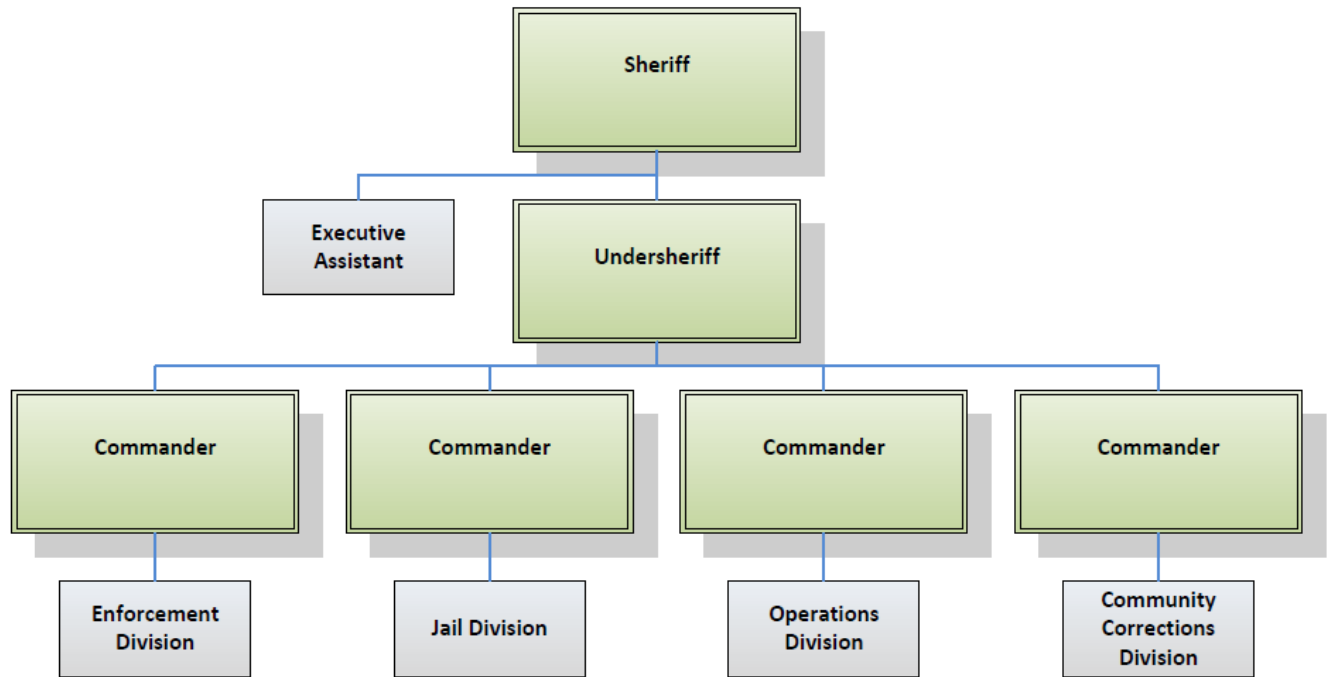 Sheriff
Executive
Assistant
Undersheriff
Commander
Commander
Commander
Commander
Enforcement
Division
Jail Division
Operations
Division
Community
Corrections
Division